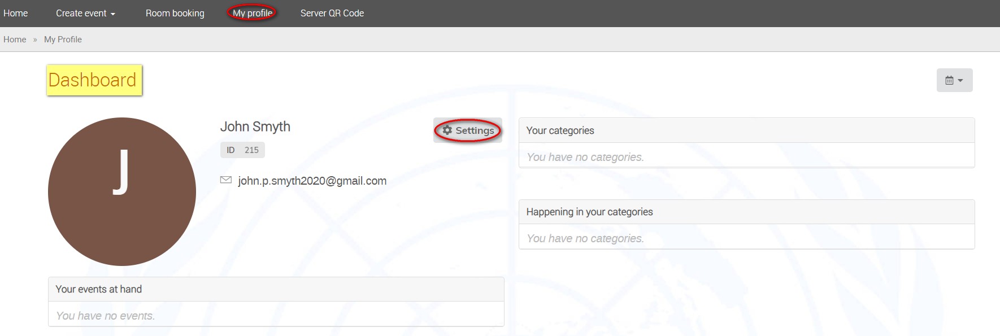 Home Create event Room booking My profile Server QR Code
Home » My Profile
Dashboard
J
John Smyth
ID 215
john.p.smyth2020@gmail.com
Settings
Your categories
You have no categories.
Happening in your categories
You have no categories.
Your events at hand
You have no events.